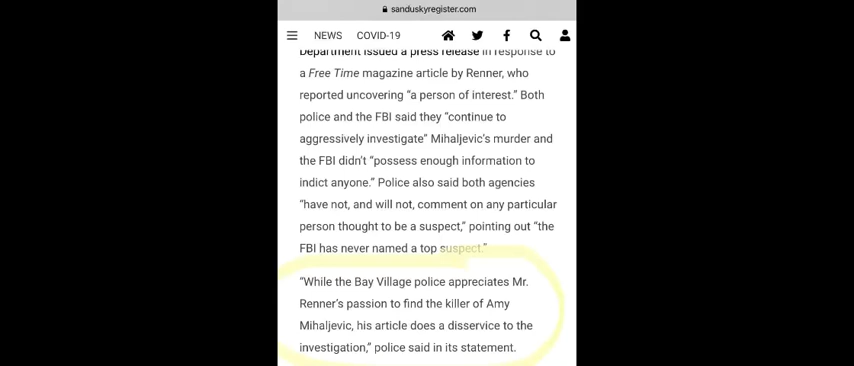 sanduskyregister.com
NEWS COVID-19
Department issued a press release in response to
a Free Time magazine article by Renner, who
reported uncovering “a person of interest.” Both
police and the FBI said they “continue to
aggressively investigate” Mihaljevic's murder and
the FBI didn't “possess enough information to
indict anyone.” Police also said both agencies
“have not, and will not, comment on any particular
person thought to be a suspect,” pointing out “the
FBI has never named a top suspect.”
“While the Bay Village police appreciates Mr.
Renner's passion to find the killer of Amy
Mihaljevic, his article does a disservice to the
investigation,” police said in its statement.